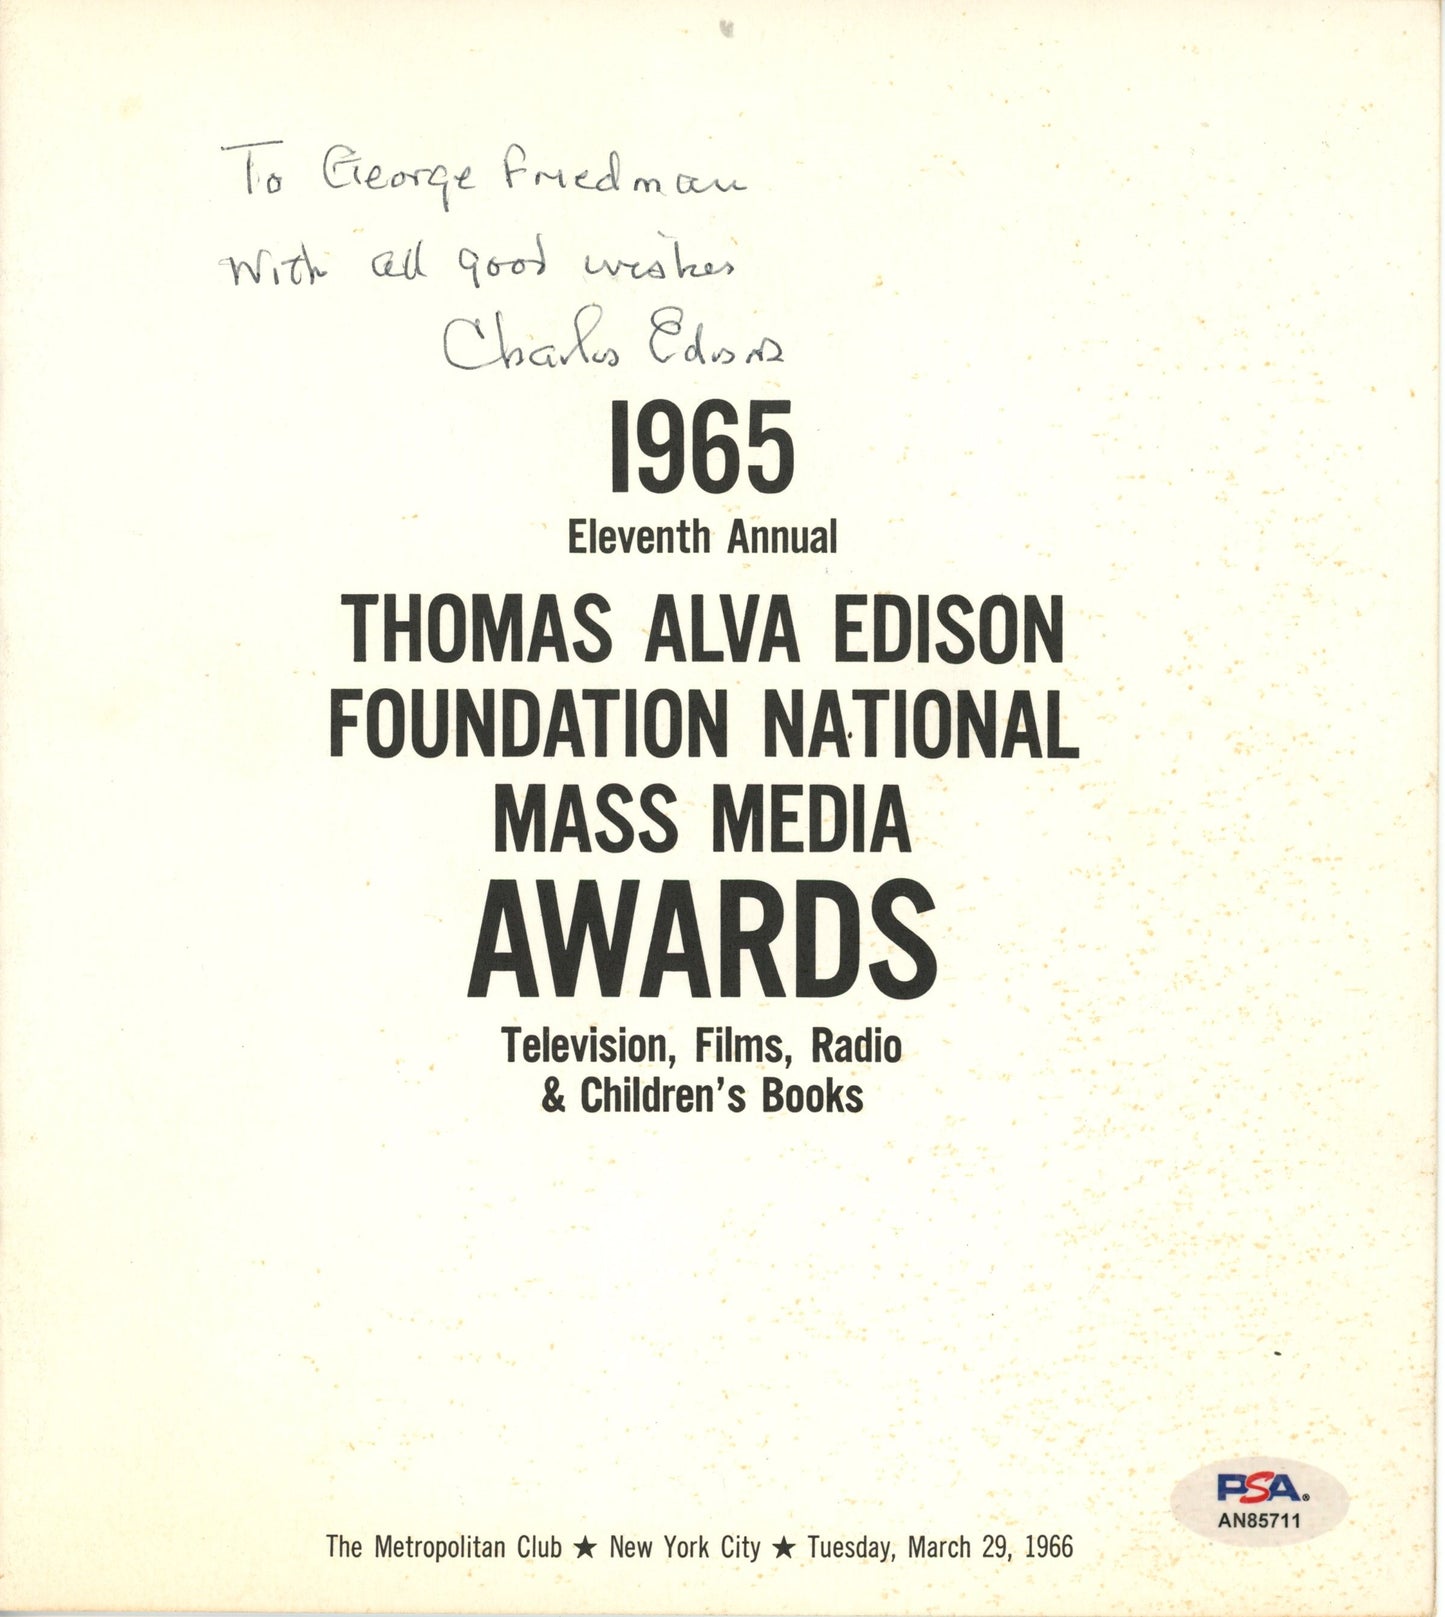 To George Friedman
With all good wishes
Charles Edison
1965
Eleventh Annual
THOMAS ALVA EDISON
FOUNDATION NATIONAL
MASS MEDIA
AWARDS
Television, Films, Radio
& Children's Books
The Metropolitan Club ★ New York City ★ Tuesday, March 29, 1966
PSA®
AN85711